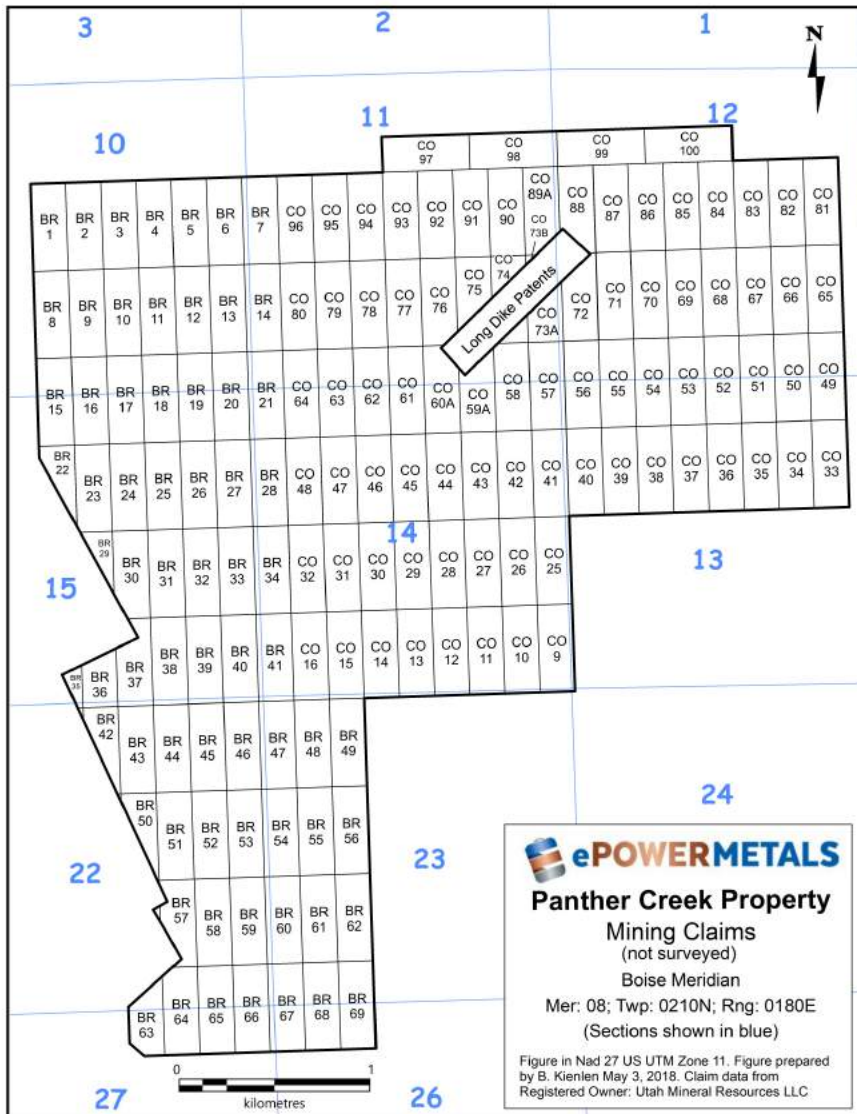 3 2 1
N
10 11 12
CO 97 CO 98 CO 99 CO 100
BR 1 BR 2 BR 3 BR 4 BR 5 BR 6 BR 7 CO 96 CO 95 CO 94 CO 93 CO 92 CO 91 CO 90 CO 89A CO 88 CO 87 CO 86 CO 85 CO 84 CO 83 CO 82 CO 81
CO 73B
BR 8 BR 9 BR 10 BR 11 BR 12 BR 13 BR 14 CO 80 CO 79 CO 78 CO 77 CO 76 CO 75 CO 74 CO 73A CO 72 CO 71 CO 70 CO 69 CO 68 CO 67 CO 66 CO 65
Long Dike Patents
BR 15 BR 16 BR 17 BR 18 BR 19 BR 20 BR 21 CO 64 CO 63 CO 62 CO 61 CO 60A CO 59A CO 58 CO 57 CO 56 CO 55 CO 54 CO 53 CO 52 CO 51 CO 50 CO 49
BR 22 BR 23 BR 24 BR 25 BR 26 BR 27 BR 28 CO 48 CO 47 CO 46 CO 45 CO 44 CO 43 CO 42 CO 41 CO 40 CO 39 CO 38 CO 37 CO 36 CO 35 CO 34 CO 33
15 14 13
BR 29 BR 30 BR 31 BR 32 BR 33 BR 34 CO 32 CO 31 CO 30 CO 29 CO 28 CO 27 CO 26 CO 25
BR 35 BR 36 BR 37 BR 38 BR 39 BR 40 BR 41 CO 16 CO 15 CO 14 CO 13 CO 12 CO 11 CO 10 CO 9
BR 42 BR 43 BR 44 BR 45 BR 46 BR 47 BR 48 BR 49
BR 50 BR 51 BR 52 BR 53 BR 54 BR 55 BR 56
22 23 24
BR 57 BR 58 BR 59 BR 60 BR 61 BR 62
BR 63 BR 64 BR 65 BR 66 BR 67 BR 68 BR 69
0 1
kilometres
27 26
ePOWERMETALS
Panther Creek Property
Mining Claims
(not surveyed)
Boise Meridian
Mer: 08; Twp: 0210N; Rng: 0180E
(Sections shown in blue)
Figure in Nad 27 US UTM Zone 11. Figure prepared
by B. Kienlen May 3, 2018. Claim data from
Registered Owner: Utah Mineral Resources LLC